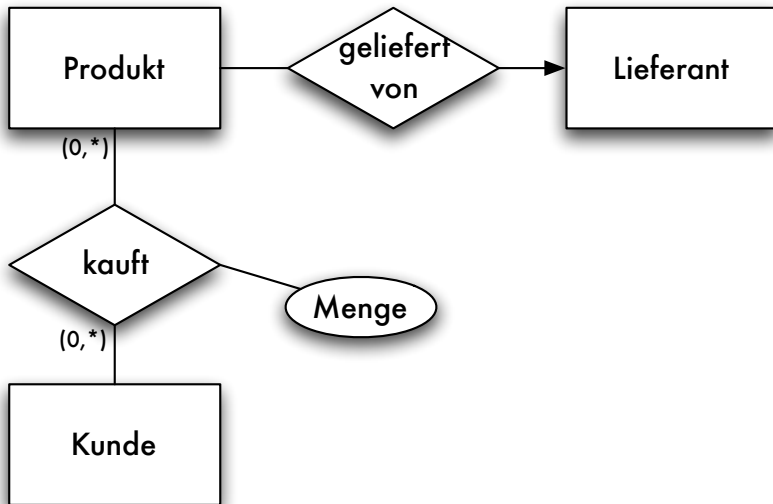 Produkt
geliefert
von
Lieferant
(0,*)
kauft
Menge
(0,*)
Kunde